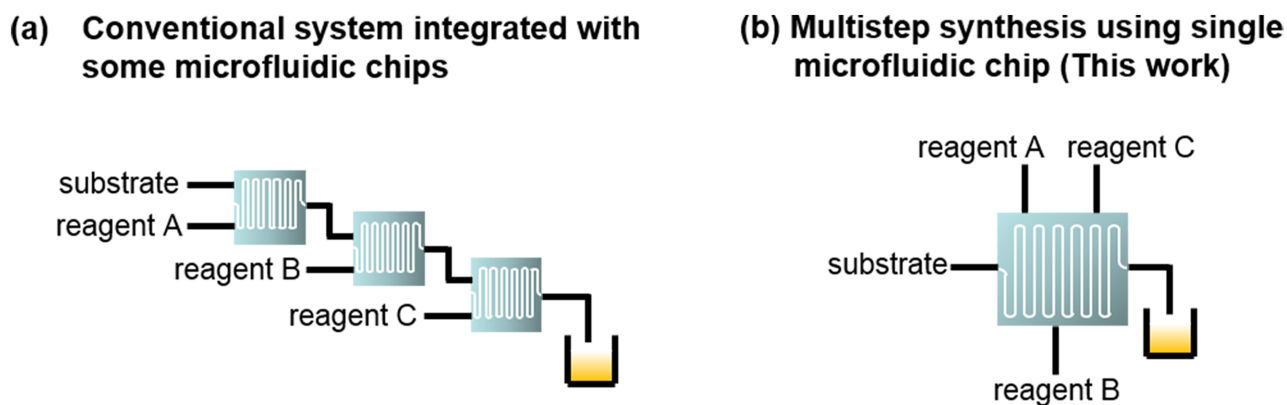 (a) Conventional system integrated with
some microfluidic chips
substrate
reagent A
reagent B
reagent C
(b) Multistep synthesis using single
microfluidic chip (This work)
reagent A reagent C
substrate
reagent B